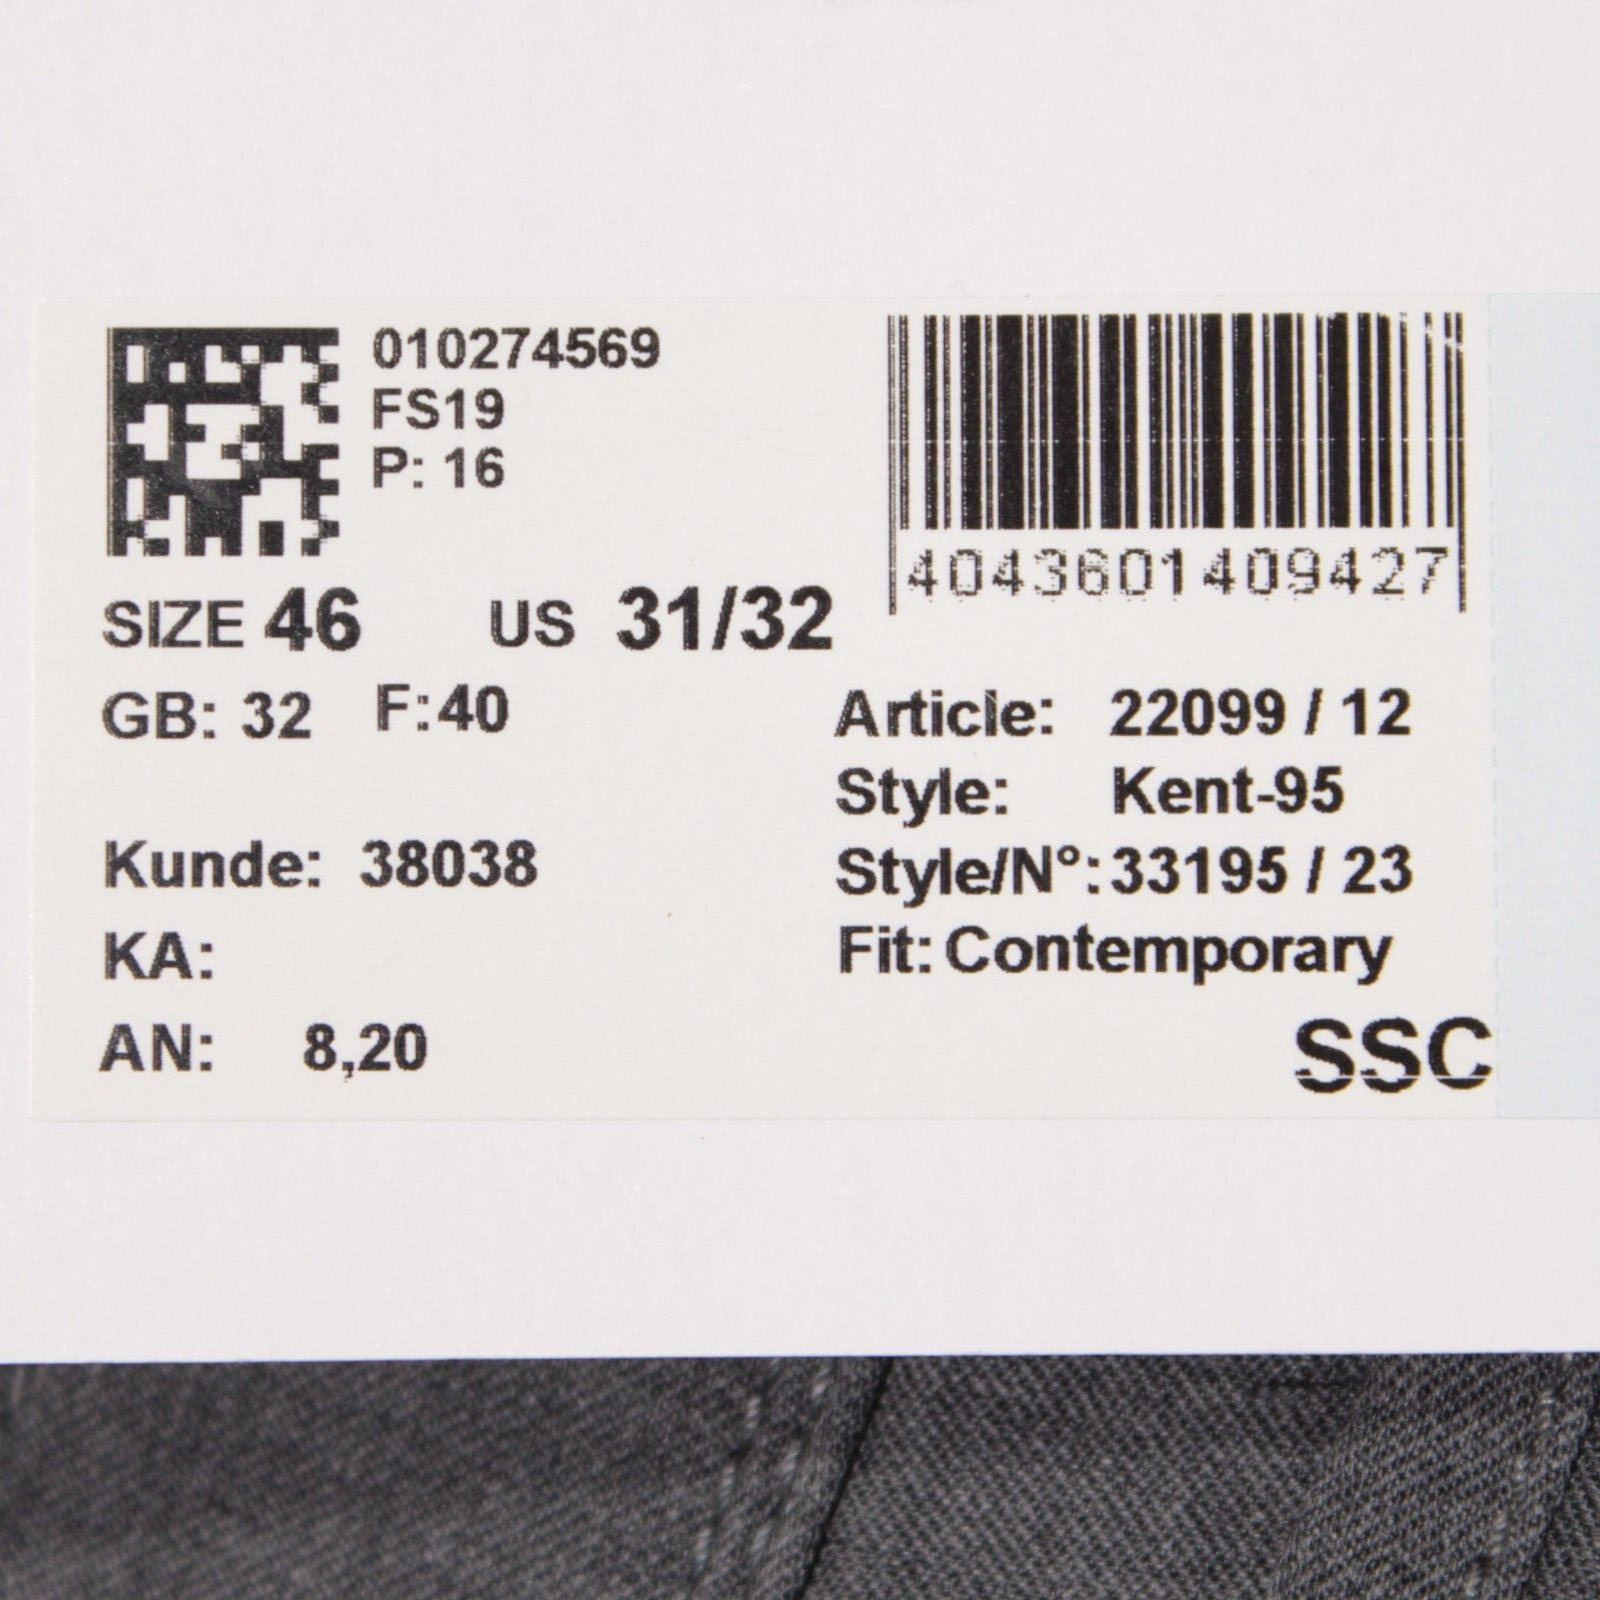 010274569
FS19
P: 16
4043601409427
SIZE 46 US 31/32
GB: 32 F:40
Article: 22099 / 12
Style: Kent-95
Kunde: 38038
Style/N°:33195 / 23
KA:
Fit: Contemporary
AN: 8,20
SSC